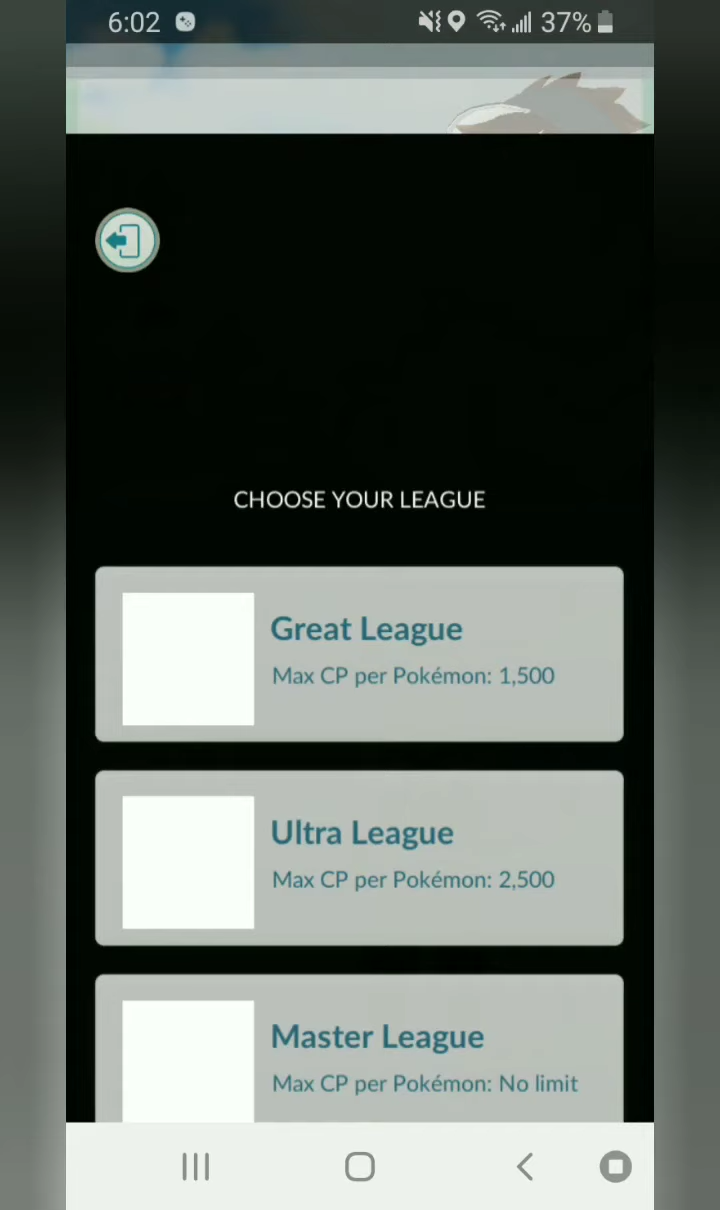 6:02 37%
CHOOSE YOUR LEAGUE
Great League
Max CP per Pokémon: 1,500
Ultra League
Max CP per Pokémon: 2,500
Master League
Max CP per Pokémon: No limit